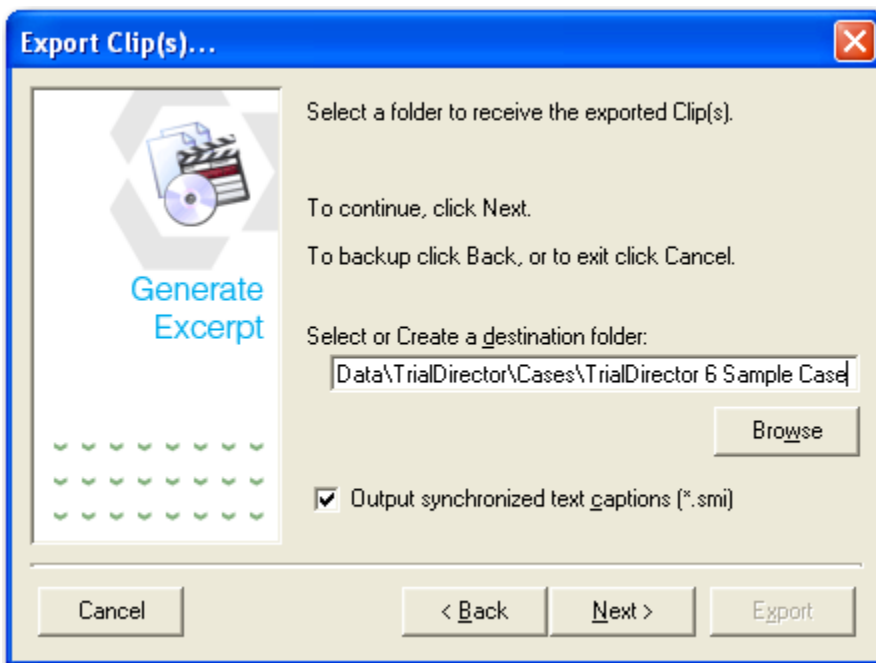 Export Clip(s)...
Generate
Excerpt
Select a folder to receive the exported Clip(s).
To continue, click Next.
To backup click Back, or to exit click Cancel.
Select or Create a destination folder:
Data\TrialDirector\Cases\TrialDirector 6 Sample Case
Browse
Output synchronized text captions (*.smi)
Cancel
< Back
Next >
Export